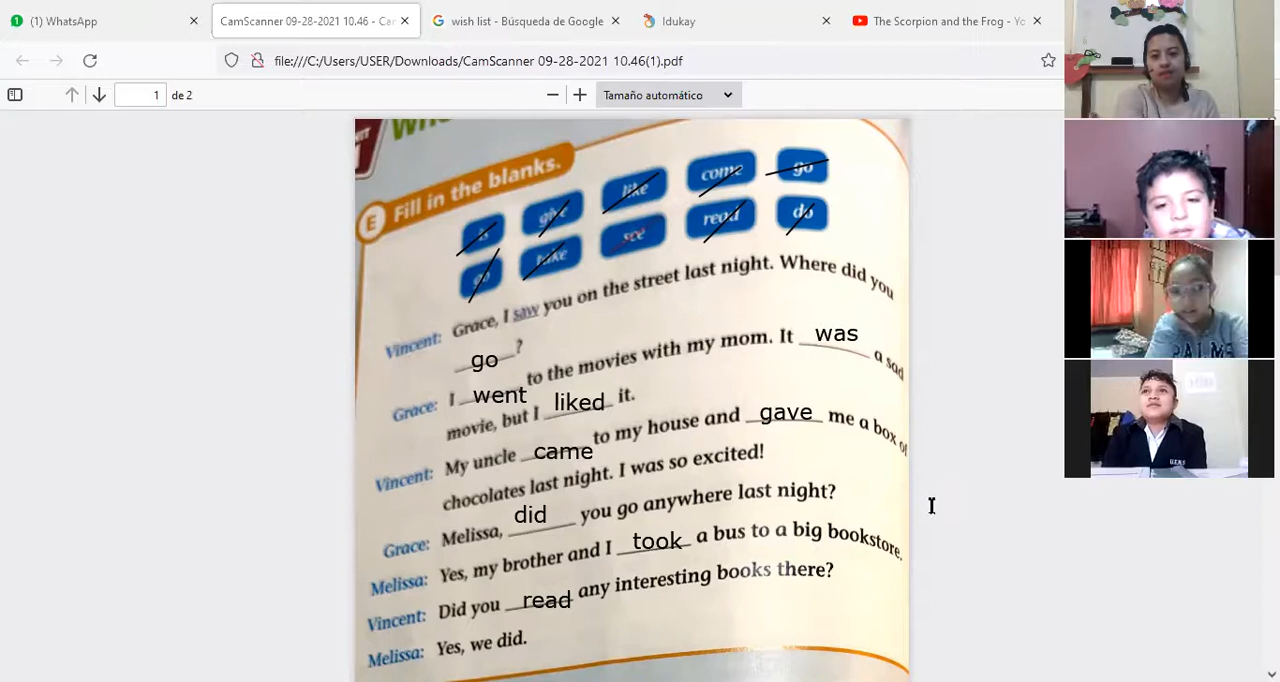 (1) WhatsApp
CamScanner 09-28-2021 10.46 - Ca
wish list - Búsqueda de Google
Idukay
The Scorpion and the Frog - Yo
file:///C:/Users/USER/Downloads/CamScanner 09-28-2021 10.46(1).pdf
1 de 2
Tamaño automático
E Fill in the blanks.
is give like come go
go take see read do
Vincent: Grace, I saw you on the street last night. Where did you
go ?
Grace: I went to the movies with my mom. It was a sad
movie, but I liked it.
Vincent: My uncle came to my house and gave me a box of
chocolates last night. I was so excited!
Grace: Melissa, did you go anywhere last night?
Melissa: Yes, my brother and I took a bus to a big bookstore.
Vincent: Did you read any interesting books there?
Melissa: Yes, we did.